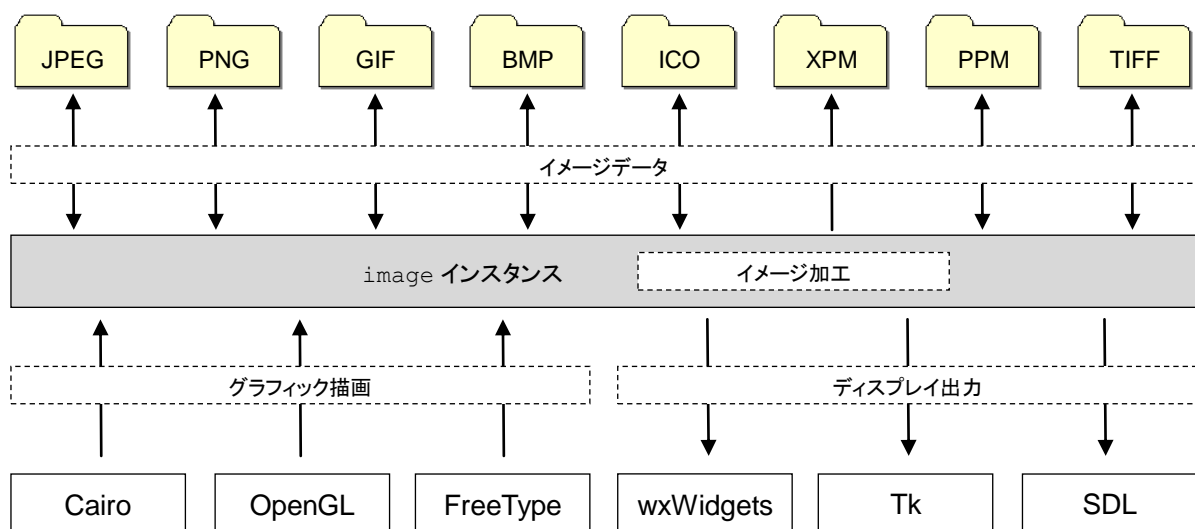 JPEG PNG GIF BMP ICO XPM PPM TIFF
イメージデータ
image インスタンス イメージ加工
グラフィック描画 ディスプレイ出力
Cairo OpenGL FreeType wxWidgets Tk SDL